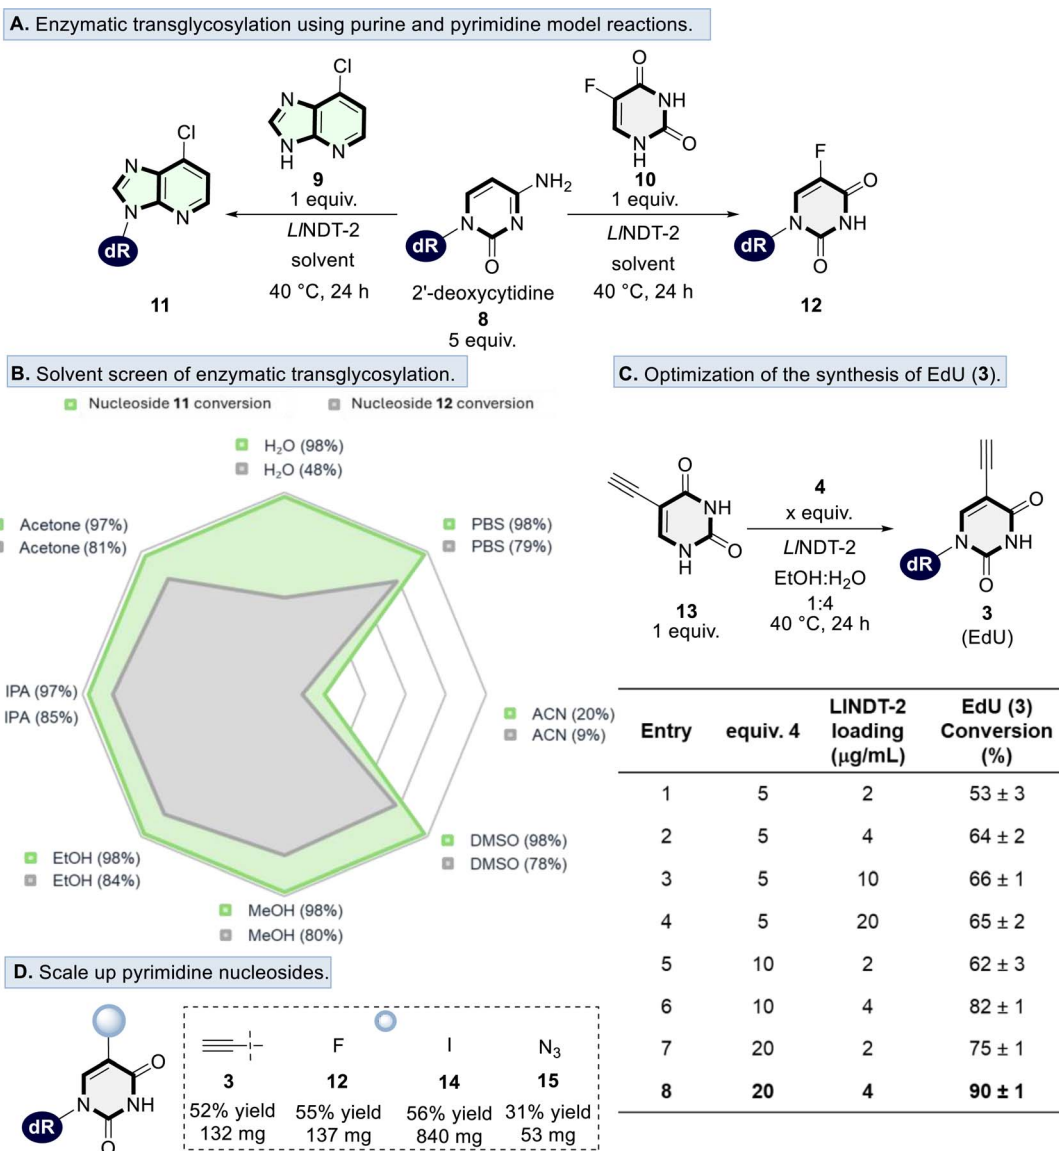 A. Enzymatic transglycosylation using purine and pyrimidine model reactions.
Cl
N
N
H
N
9
1 equiv.
LlNDT-2
solvent
40 °C, 24 h
Cl
N
N
N
dR
11
NH2
N
N
O
dR
2'-deoxycytidine
8
5 equiv.
O
F
NH
N
H
O
10
1 equiv.
LlNDT-2
solvent
40 °C, 24 h
F
O
N
NH
O
dR
12
B. Solvent screen of enzymatic transglycosylation.
Nucleoside 11 conversion
Nucleoside 12 conversion
H2O (98%)
H2O (48%)
PBS (98%)
PBS (79%)
ACN (20%)
ACN (9%)
DMSO (98%)
DMSO (78%)
MeOH (98%)
MeOH (80%)
EtOH (98%)
EtOH (84%)
IPA (97%)
IPA (85%)
Acetone (97%)
Acetone (81%)
C. Optimization of the synthesis of EdU (3).
O
NH
N
H
O
13
1 equiv.
4
x equiv.
LlNDT-2
EtOH:H2O
1:4
40 °C, 24 h
O
N
NH
O
dR
3
(EdU)
Entry equiv. 4 LlNDT-2 loading (µg/mL) EdU (3) Conversion (%)
1 5 2 53 ± 3
2 5 4 64 ± 2
3 5 10 66 ± 1
4 5 20 65 ± 2
5 10 2 62 ± 3
6 10 4 82 ± 1
7 20 2 75 ± 1
8 20 4 90 ± 1
D. Scale up pyrimidine nucleosides.
O
N
NH
O
dR
F I N3
3 12 14 15
52% yield 55% yield 56% yield 31% yield
132 mg 137 mg 840 mg 53 mg